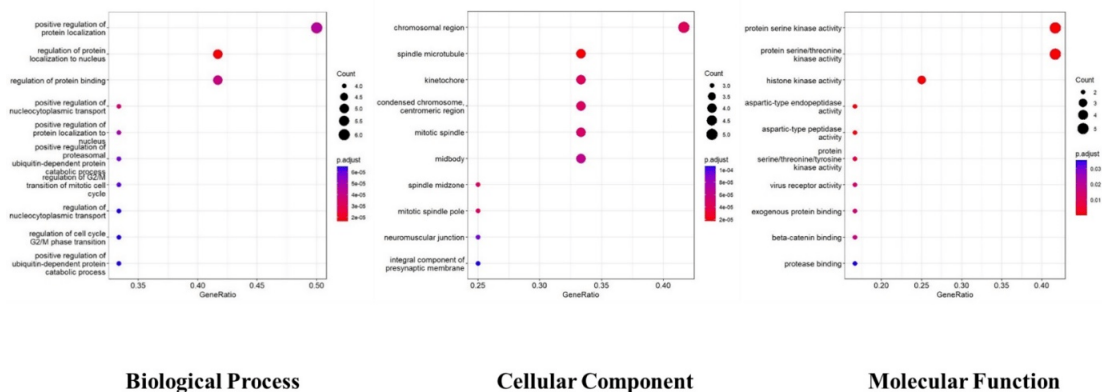 positive regulation of
protein localization
regulation of protein
localization to nucleus
regulation of protein binding
positive regulation of
nucleocytoplasmic transport
positive regulation of
protein localization to
nucleus
positive regulation of
proteasomal
ubiquitin-dependent protein
catabolic process
regulation of G2/M
transition of mitotic cell
cycle
regulation of
nucleocytoplasmic transport
regulation of cell cycle
G2/M phase transition
positive regulation of
ubiquitin-dependent protein
catabolic process
0.35 0.40 0.45 0.50
GeneRatio
Count
4.0
4.5
5.0
5.5
6.0
p.adjust
6e-05
5e-05
4e-05
3e-05
2e-05
chromosomal region
spindle microtubule
kinetochore
condensed chromosome,
centromeric region
mitotic spindle
midbody
spindle midzone
mitotic spindle pole
neuromuscular junction
integral component of
presynaptic membrane
0.25 0.30 0.35 0.40
GeneRatio
Count
3.0
3.5
4.0
4.5
5.0
p.adjust
1e-04
8e-05
6e-05
4e-05
2e-05
protein serine kinase activity
protein serine/threonine
kinase activity
histone kinase activity
aspartic-type endopeptidase
activity
aspartic-type peptidase
activity
protein
serine/threonine/tyrosine
kinase activity
virus receptor activity
exogenous protein binding
beta-catenin binding
protease binding
0.20 0.25 0.30 0.35 0.40
GeneRatio
Count
2
3
4
5
p.adjust
0.03
0.02
0.01
Biological Process
Cellular Component
Molecular Function